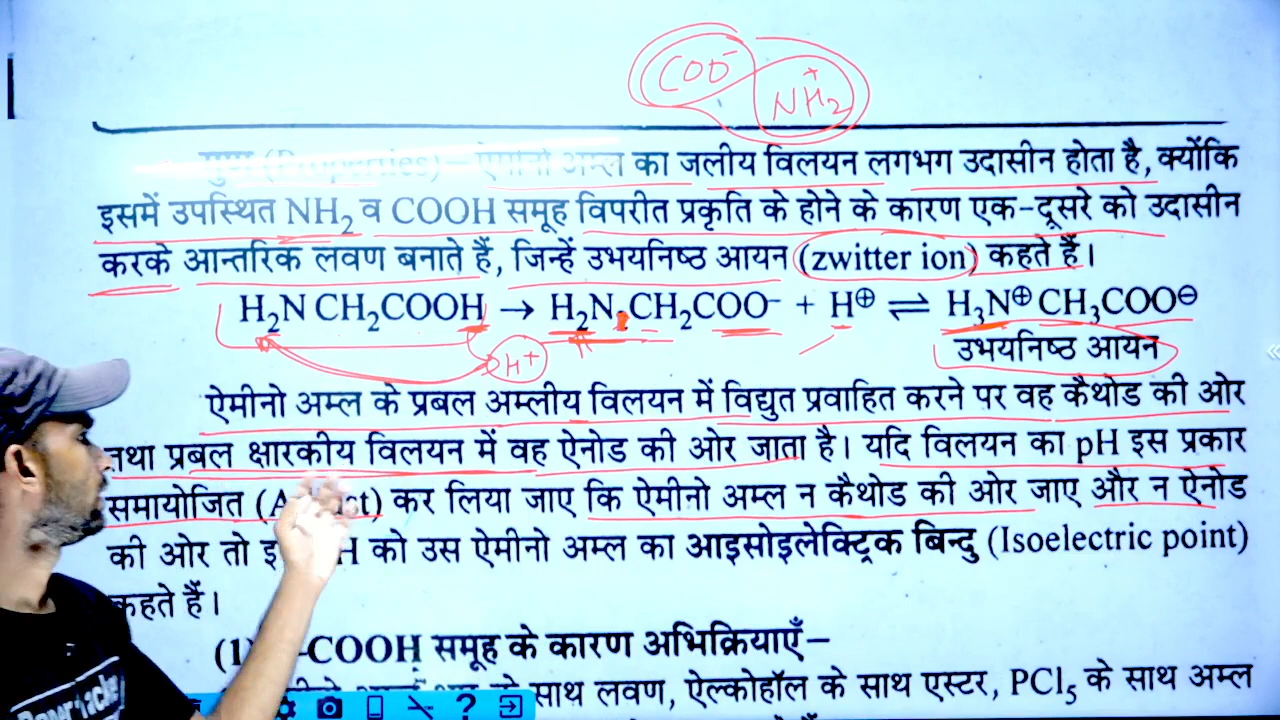 COO⁻
NH₂⁺
(Properties) – ऐमीनो अम्ल का जलीय विलयन लगभग उदासीन होता है, क्योंकि
इसमें उपस्थित NH₂ व COOH समूह विपरीत प्रकृति के होने के कारण एक-दूसरे को उदासीन
करके आन्तरिक लवण बनाते हैं, जिन्हें उभयनिष्ठ आयन (zwitter ion) कहते हैं।
H₂N CH₂COOH → H₂N CH₂COO⁻ + H⊕ ⇌ H₃N⊕ CH₃COO⊖
H⁺
उभयनिष्ठ आयन
ऐमीनो अम्ल के प्रबल अम्लीय विलयन में विद्युत प्रवाहित करने पर वह कैथोड की ओर
तथा प्रबल क्षारकीय विलयन में वह ऐनोड की ओर जाता है। यदि विलयन का pH इस प्रकार
समायोजित कर लिया जाए कि ऐमीनो अम्ल न कैथोड की ओर जाए और न ऐनोड
की ओर तो H को उस ऐमीनो अम्ल का आइसोइलेक्ट्रिक बिन्दु (Isoelectric point)
कहते हैं।
(1) –COOH समूह के कारण अभिक्रियाएँ–
साथ लवण, ऐल्कोहॉल के साथ एस्टर, PCl₅ के साथ अम्ल